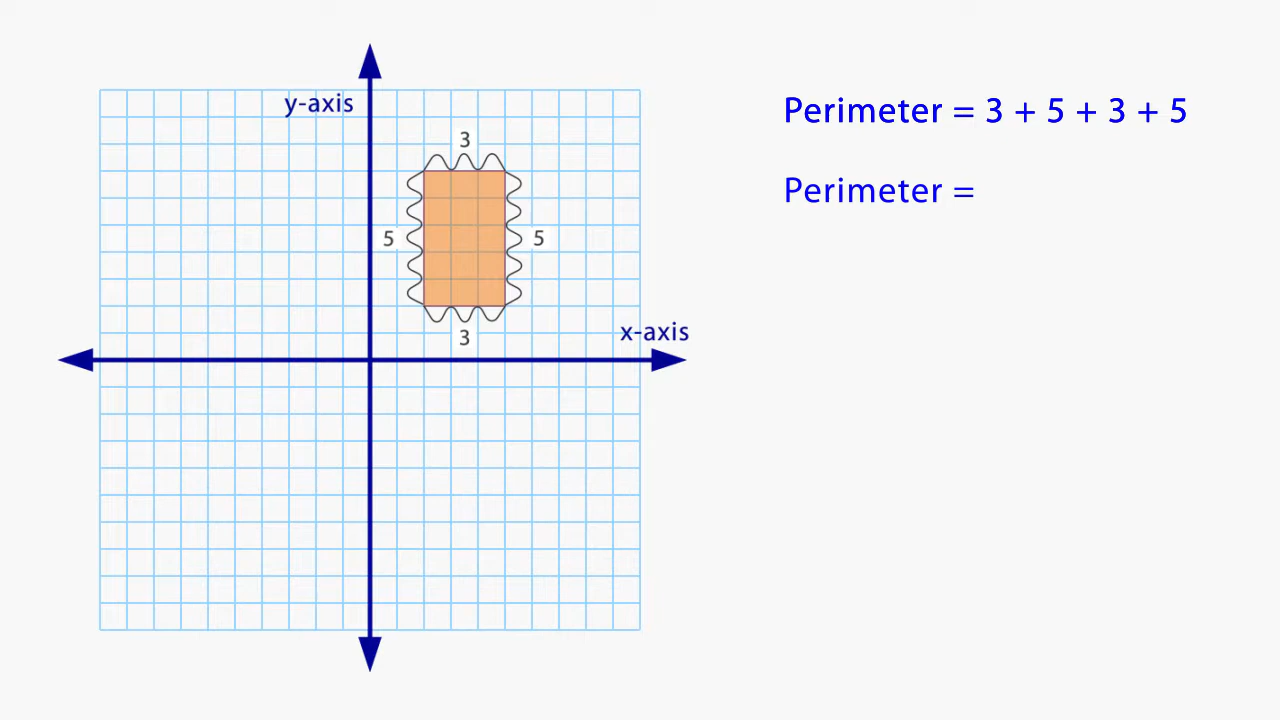 y-axis
3
5
5
3
x-axis
Perimeter = 3 + 5 + 3 + 5
Perimeter =